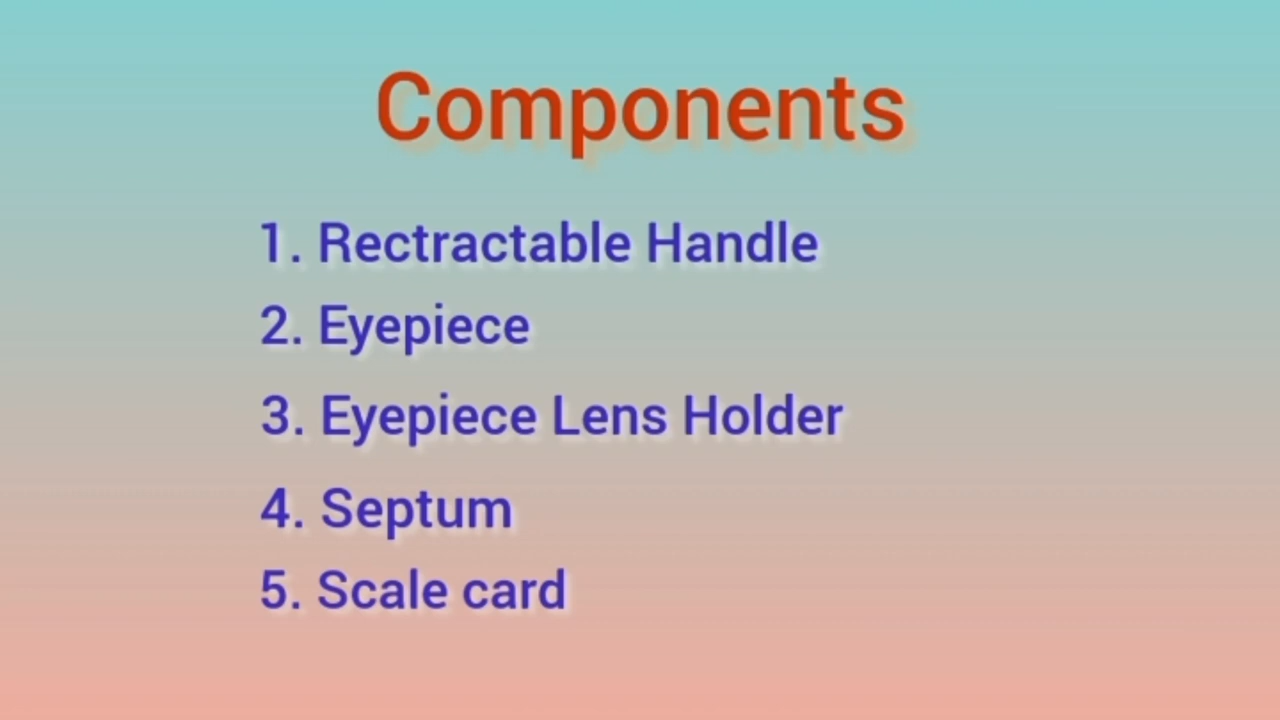 Components
1. Rectractable Handle
2. Eyepiece
3. Eyepiece Lens Holder
4. Septum
5. Scale card